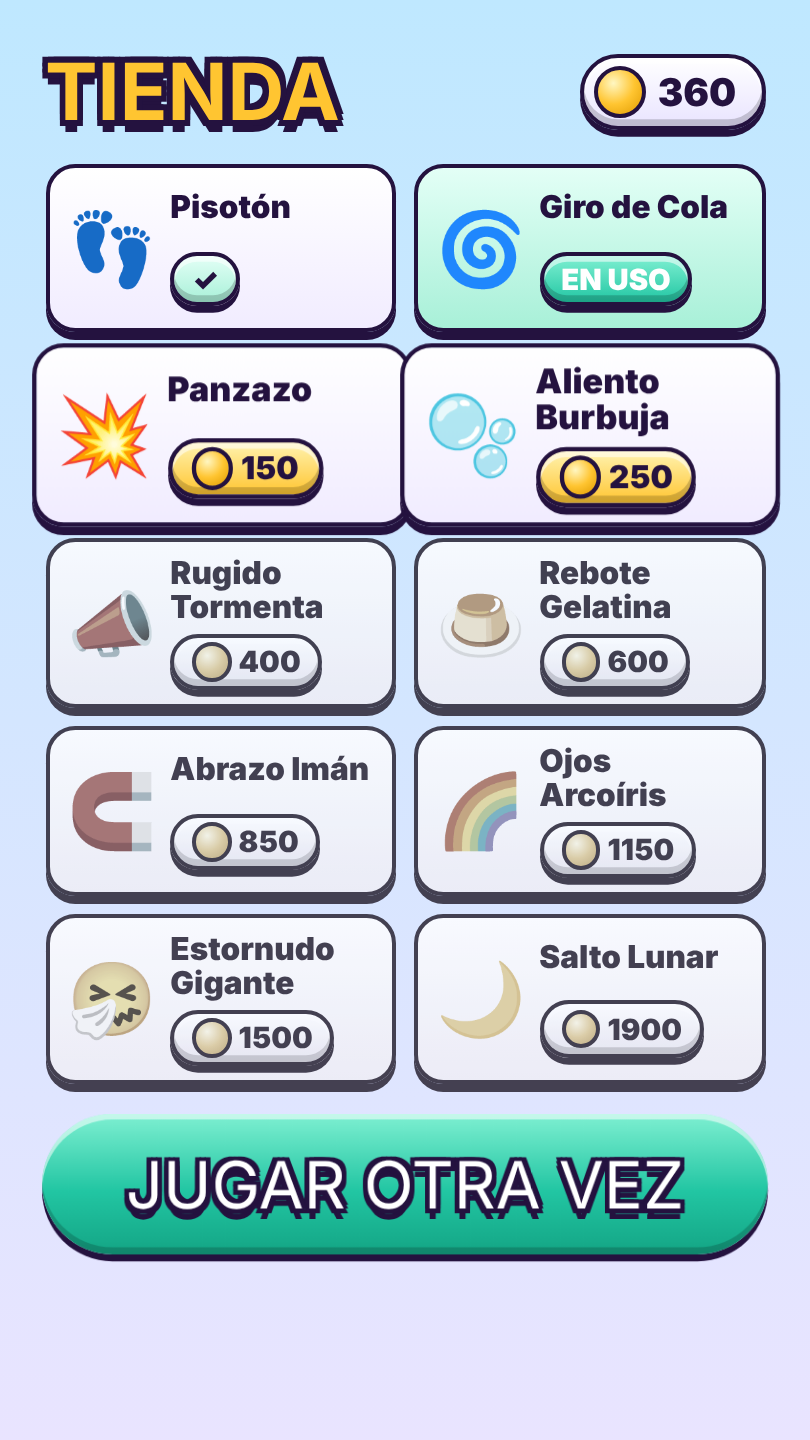 TIENDA
360
Pisotón
✓
Giro de Cola
EN USO
Panzazo
150
Aliento
Burbuja
250
Rugido
Tormenta
400
Rebote
Gelatina
600
Abrazo Imán
850
Ojos
Arcoíris
1150
Estornudo
Gigante
1500
Salto Lunar
1900
JUGAR OTRA VEZ